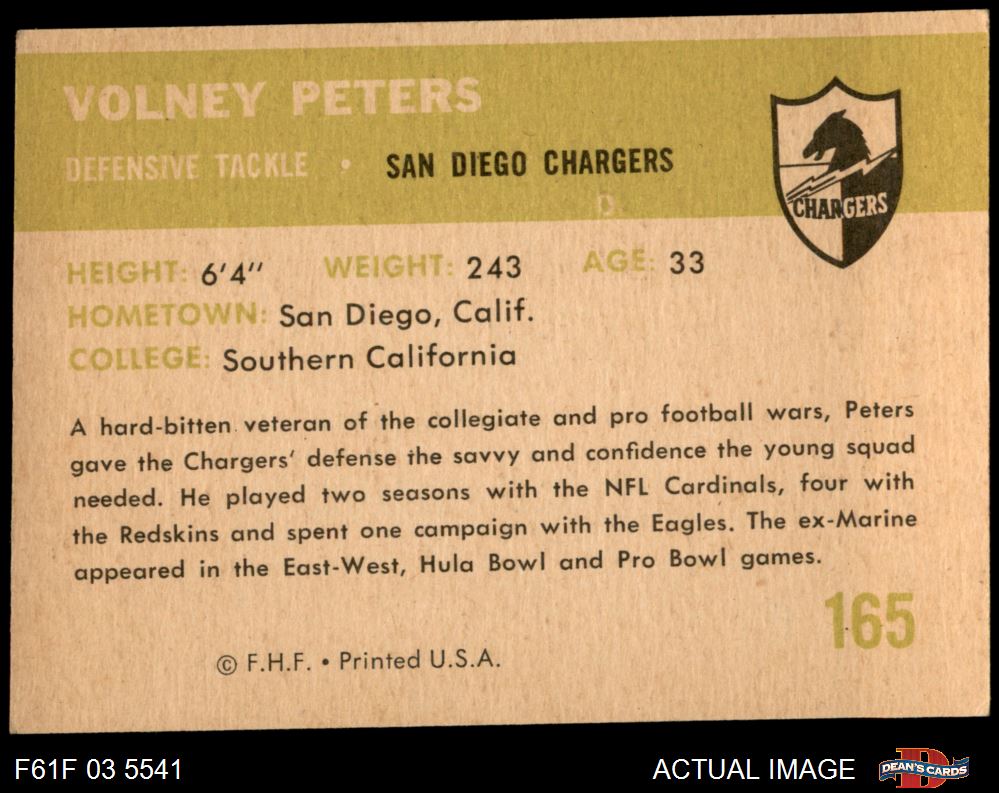 VOLNEY PETERS
DEFENSIVE TACKLE • SAN DIEGO CHARGERS
CHARGERS
HEIGHT: 6'4" WEIGHT: 243 AGE: 33
HOMETOWN: San Diego, Calif.
COLLEGE: Southern California
A hard-bitten veteran of the collegiate and pro football wars, Peters
gave the Chargers' defense the savvy and confidence the young squad
needed. He played two seasons with the NFL Cardinals, four with
the Redskins and spent one campaign with the Eagles. The ex-Marine
appeared in the East-West, Hula Bowl and Pro Bowl games.
165
© F.H.F. • Printed U.S.A.
F61F 03 5541 ACTUAL IMAGE D DEAN'S CARDS